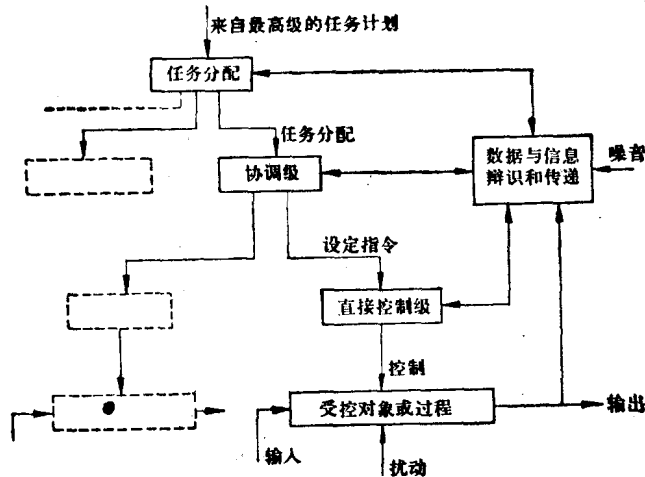 来自最高级的任务计划
任务分配
任务分配
数据与信息
辩识和传递
噪音
协调级
设定指令
直接控制级
控制
受控对象或过程
输出
输入
扰动